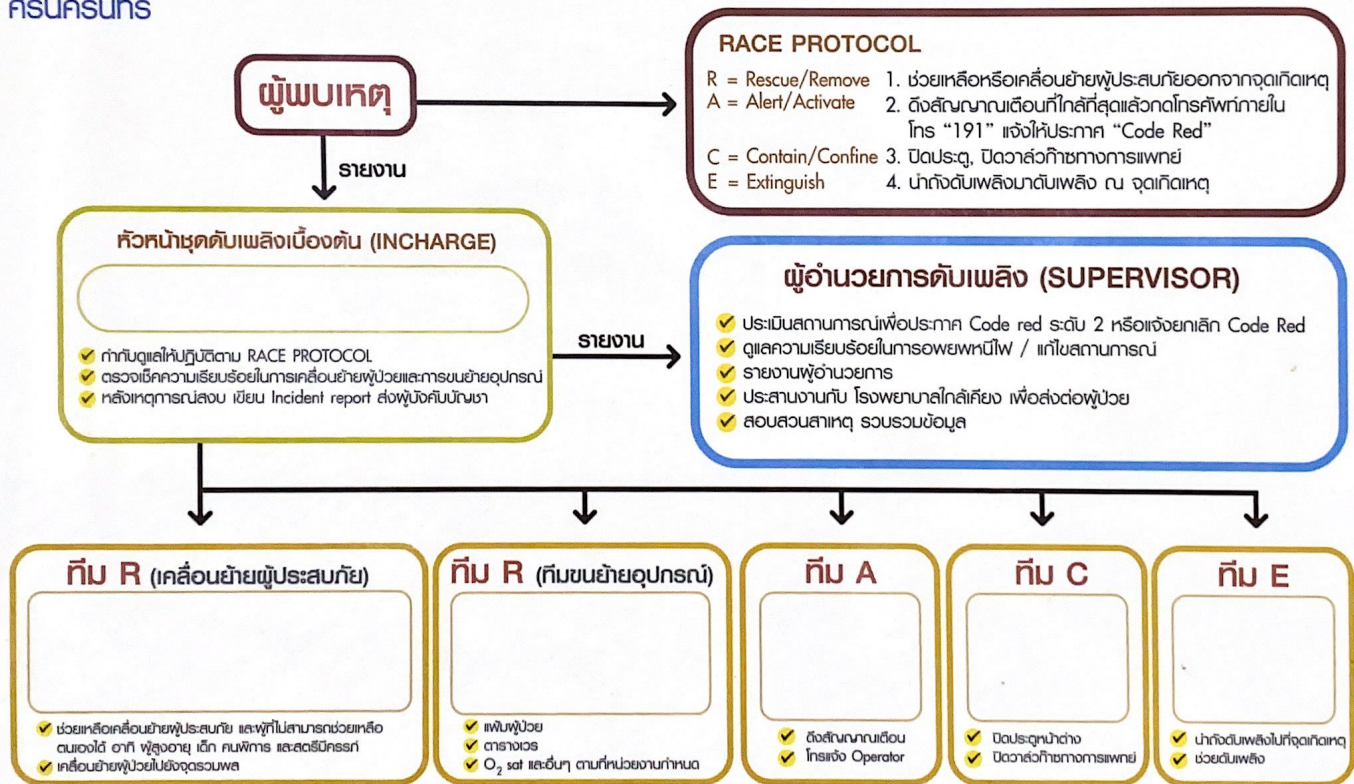 ศรีนครินทร์
ผู้พบเหตุ
RACE PROTOCOL
R = Rescue/Remove 1. ช่วยเหลือหรือเคลื่อนย้ายผู้ประสบภัยออกจากจุดเกิดเหตุ
A = Alert/Activate 2. ดึงสัญญาณเตือนที่ใกล้ที่สุดแล้วกดโทรศัพท์ภายใน
โทร “191” แจ้งให้ประกาศ “Code Red”
C = Contain/Confine 3. ปิดประตู, ปิดวาล์วก๊าซทางการแพทย์
E = Extinguish 4. นำถังดับเพลิงมาดับเพลิง ณ จุดเกิดเหตุ
รายงาน
หัวหน้าชุดดับเพลิงเบื้องต้น (INCHARGE)
กำกับดูแลให้ปฏิบัติตาม RACE PROTOCOL
ตรวจเช็คความเรียบร้อยในการเคลื่อนย้ายผู้ป่วยและการขนย้ายอุปกรณ์
หลังเหตุการณ์สงบ เขียน Incident report ส่งผู้บังคับบัญชา
รายงาน
ผู้อำนวยการดับเพลิง (SUPERVISOR)
ประเมินสถานการณ์เพื่อประกาศ Code red ระดับ 2 หรือแจ้งยกเลิก Code Red
ดูแลความเรียบร้อยในการอพยพหนีไฟ / แก้ไขสถานการณ์
รายงานผู้อำนวยการ
ประสานงานกับ โรงพยาบาลใกล้เคียง เพื่อส่งต่อผู้ป่วย
สอบสวนสาเหตุ รวบรวมข้อมูล
ทีม R (เคลื่อนย้ายผู้ประสบภัย)
ช่วยเหลือเคลื่อนย้ายผู้ประสบภัย และผู้ที่ไม่สามารถช่วยเหลือ
ตนเองได้ อาทิ ผู้สูงอายุ เด็ก คนพิการ และสตรีมีครรภ์
เคลื่อนย้ายผู้ป่วยไปยังจุดรวมพล
ทีม R (ทีมขนย้ายอุปกรณ์)
แฟ้มผู้ป่วย
ตารางเวร
O₂ sat และอื่นๆ ตามที่หน่วยงานกำหนด
ทีม A
ดึงสัญญาณเตือน
โทรแจ้ง Operator
ทีม C
ปิดประตูหน้าต่าง
ปิดวาล์วก๊าซทางการแพทย์
ทีม E
นำถังดับเพลิงไปที่จุดเกิดเหตุ
ช่วยดับเพลิง